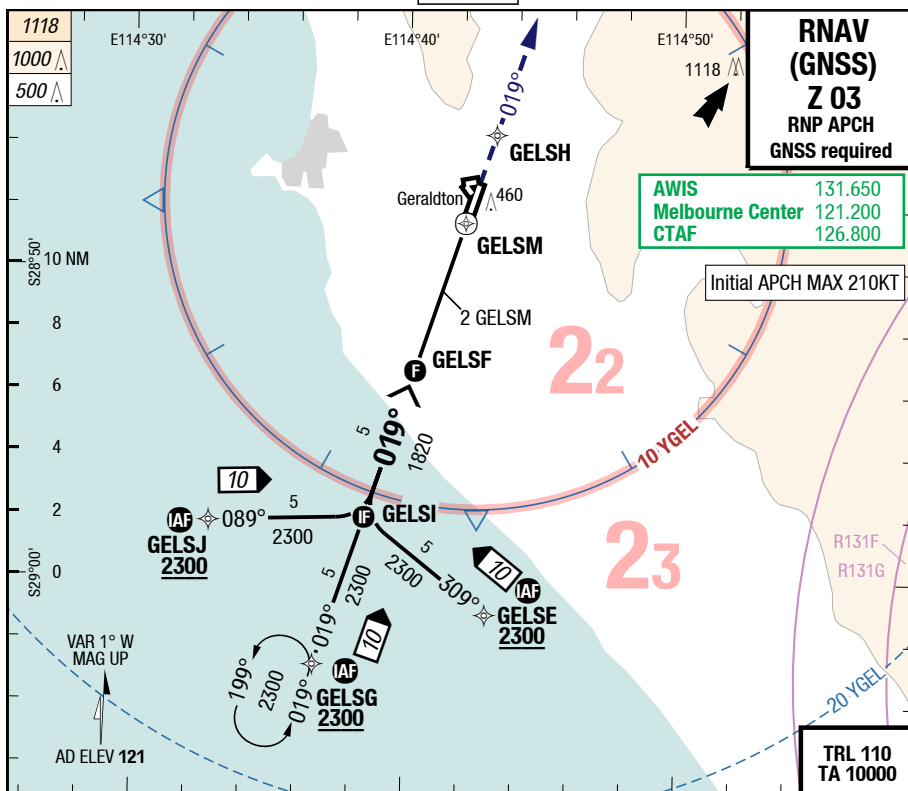 1118
1000
500
E114°30'
E114°40'
E114°50'
RNAV
(GNSS)
Z 03
RNP APCH
GNSS required
1118
019°
GELSH
AWIS 131.650
Melbourne Center 121.200
CTAF 126.800
Geraldton
460
GELSM
S28°50'
10 NM
Initial APCH MAX 210KT
8
2 GELSM
22
F GELSF
6
5
019°
1820
4
10 YGEL
10
2
IAF
089°
5
2300
IF GELSI
GELSJ
2300
5
2300
5
2300
309°
10
IAF
GELSE
2300
23
R131F
R131G
0
S29°00'
019°
10
IAF
GELSG
2300
199°
2300
019°
VAR 1° W
MAG UP
AD ELEV 121
20 YGEL
TRL 110
TA 10000